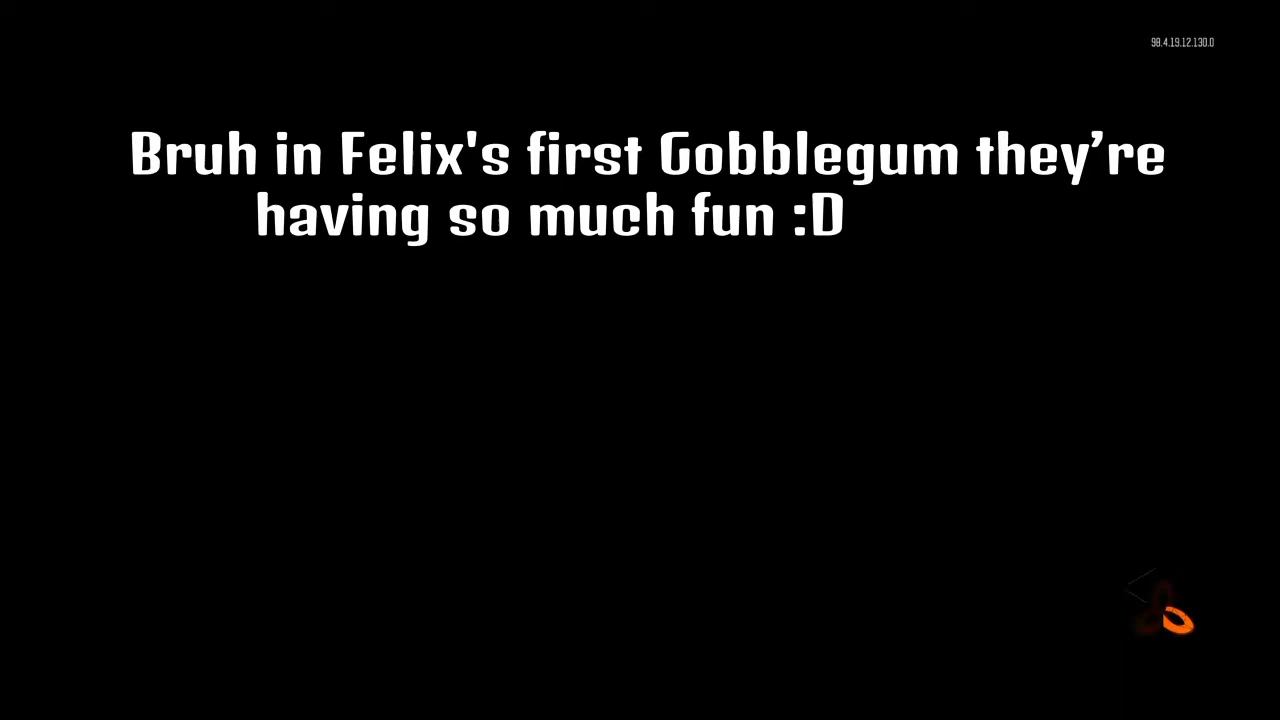 98.4.19.12.130.0
Bruh in Felix's first Gobblegum they’re
having so much fun :D